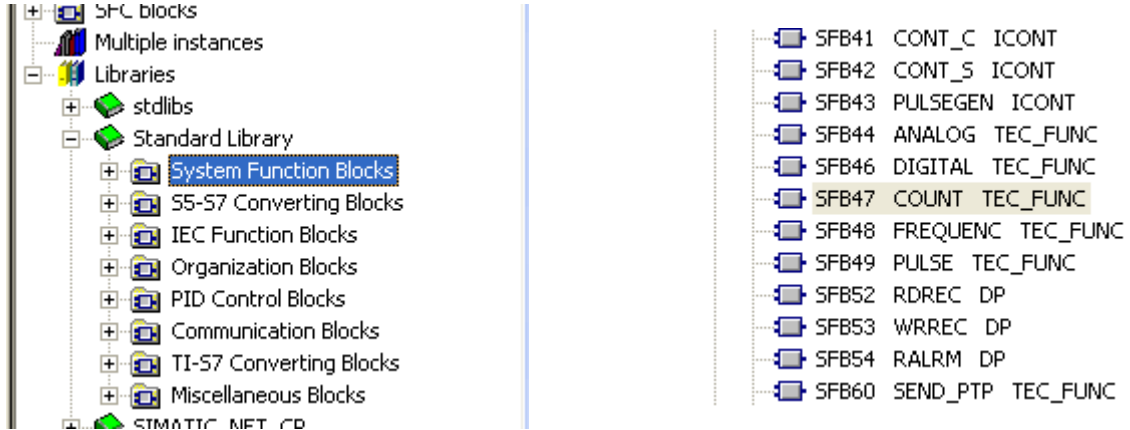 SFC blocks
Multiple instances
Libraries
stdlibs
Standard Library
System Function Blocks
S5-S7 Converting Blocks
IEC Function Blocks
Organization Blocks
PID Control Blocks
Communication Blocks
TI-S7 Converting Blocks
Miscellaneous Blocks
SIMATIC_NET_CP
SFB41 CONT_C ICONT
SFB42 CONT_S ICONT
SFB43 PULSEGEN ICONT
SFB44 ANALOG TEC_FUNC
SFB46 DIGITAL TEC_FUNC
SFB47 COUNT TEC_FUNC
SFB48 FREQUENC TEC_FUNC
SFB49 PULSE TEC_FUNC
SFB52 RDREC DP
SFB53 WRREC DP
SFB54 RALRM DP
SFB60 SEND_PTP TEC_FUNC